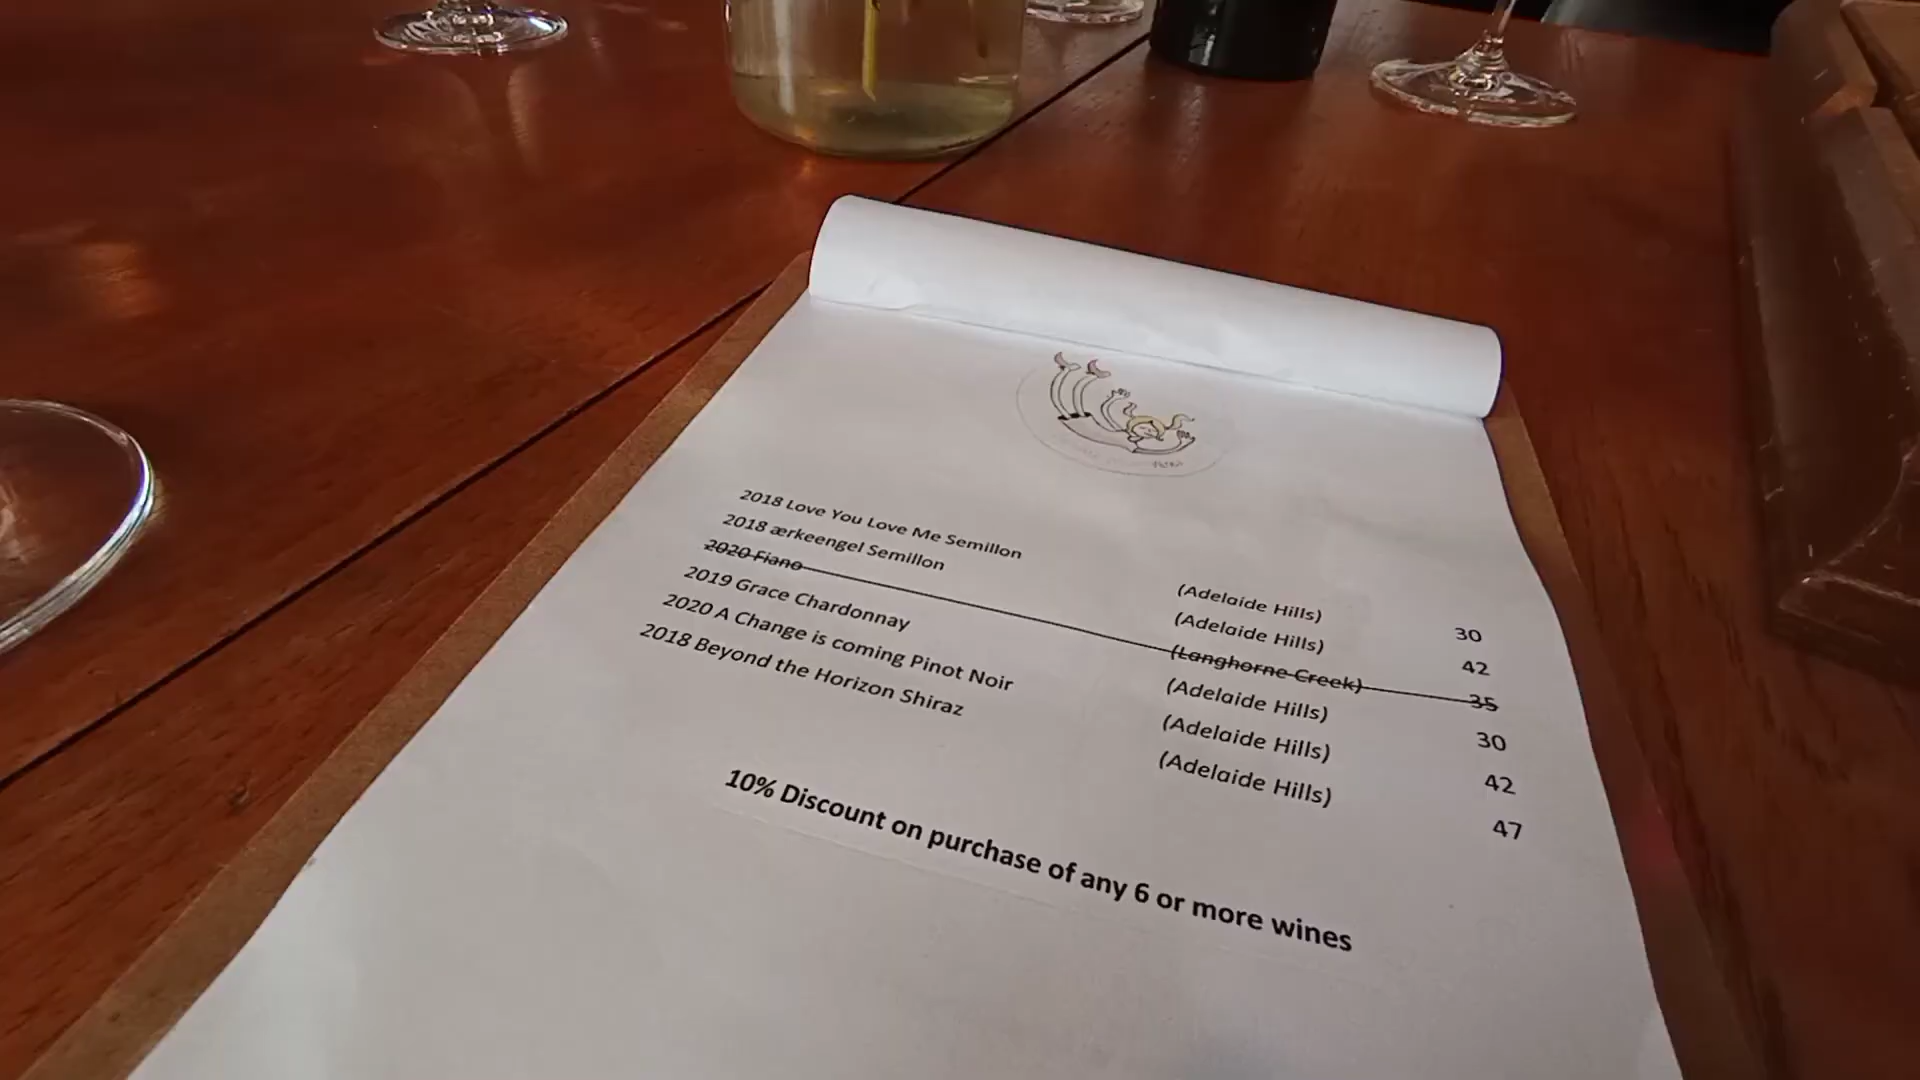 2018 Love You Love Me Semillon (Adelaide Hills) 30
2018 ærkeengel Semillon (Adelaide Hills) 42
2020 Fiano (Langhorne Creek) 35
2019 Grace Chardonnay (Adelaide Hills) 30
2020 A Change is coming Pinot Noir (Adelaide Hills) 42
2018 Beyond the Horizon Shiraz (Adelaide Hills) 47
10% Discount on purchase of any 6 or more wines